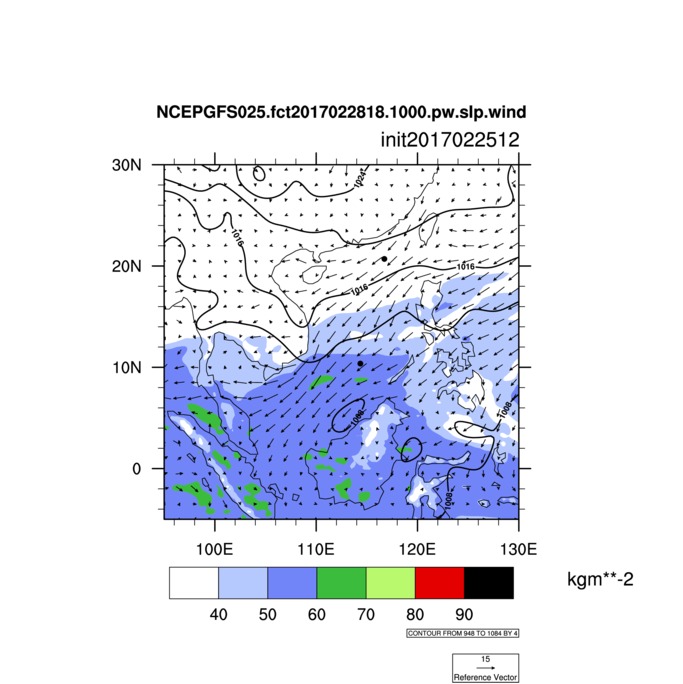 NCEPGFS025.fct2017022818.1000.pw.slp.wind
init2017022512
30N
1024
1016
20N
1016
1016
10N
1008
1008
0
1008
100E 110E 120E 130E
kgm**-2
40 50 60 70 80 90
CONTOUR FROM 948 TO 1084 BY 4
15
Reference Vector